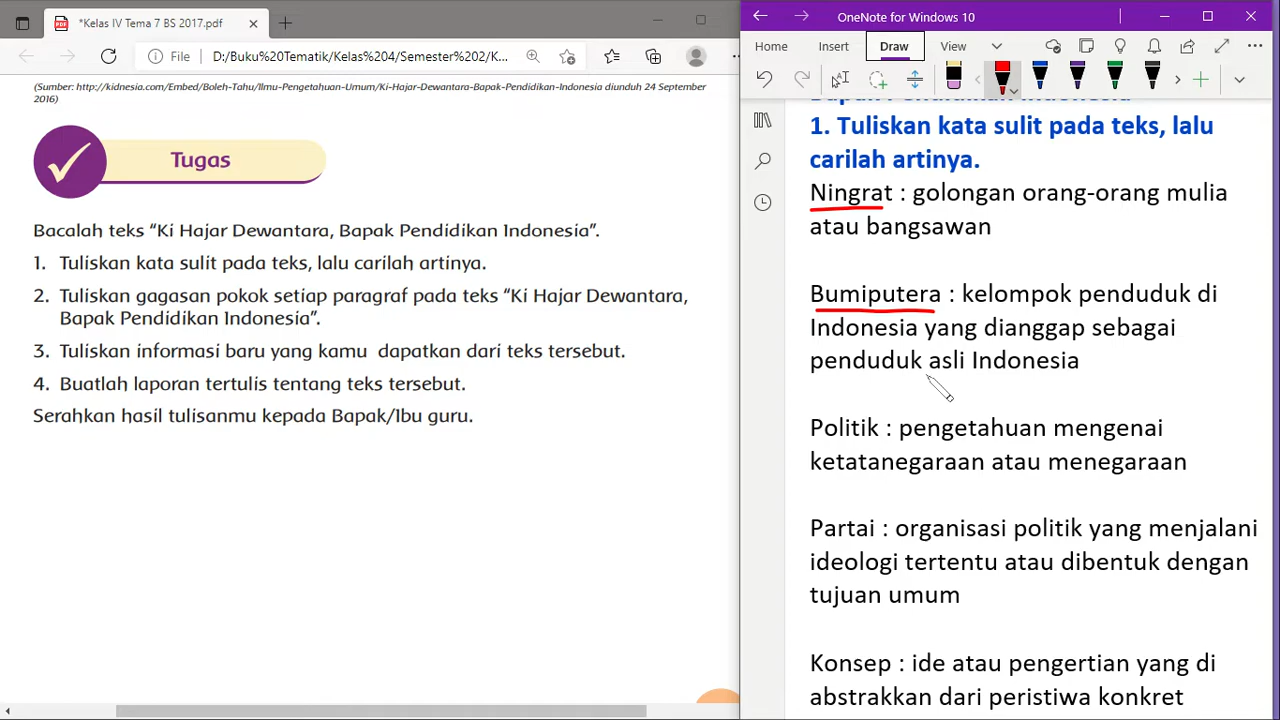 *Kelas IV Tema 7 BS 2017.pdf
File
D:/Buku%20Tematik/Kelas%204/Semester%202/K...
(Sumber: http://kidnesia.com/Embed/Boleh-Tahu/Ilmu-Pengetahuan-Umum/Ki-Hajar-Dewantara-Bapak-Pendidikan-Indonesia diunduh 24 September
2016)
Tugas
Bacalah teks “Ki Hajar Dewantara, Bapak Pendidikan Indonesia”.
1. Tuliskan kata sulit pada teks, lalu carilah artinya.
2. Tuliskan gagasan pokok setiap paragraf pada teks “Ki Hajar Dewantara,
Bapak Pendidikan Indonesia”.
3. Tuliskan informasi baru yang kamu dapatkan dari teks tersebut.
4. Buatlah laporan tertulis tentang teks tersebut.
Serahkan hasil tulisanmu kepada Bapak/Ibu guru.
OneNote for Windows 10
Home Insert Draw View
Bapak Pendidikan Indonesia
1. Tuliskan kata sulit pada teks, lalu
carilah artinya.
Ningrat : golongan orang-orang mulia
atau bangsawan
Bumiputera : kelompok penduduk di
Indonesia yang dianggap sebagai
penduduk asli Indonesia
Politik : pengetahuan mengenai
ketatanegaraan atau menegaraan
Partai : organisasi politik yang menjalani
ideologi tertentu atau dibentuk dengan
tujuan umum
Konsep : ide atau pengertian yang di
abstrakkan dari peristiwa konkret